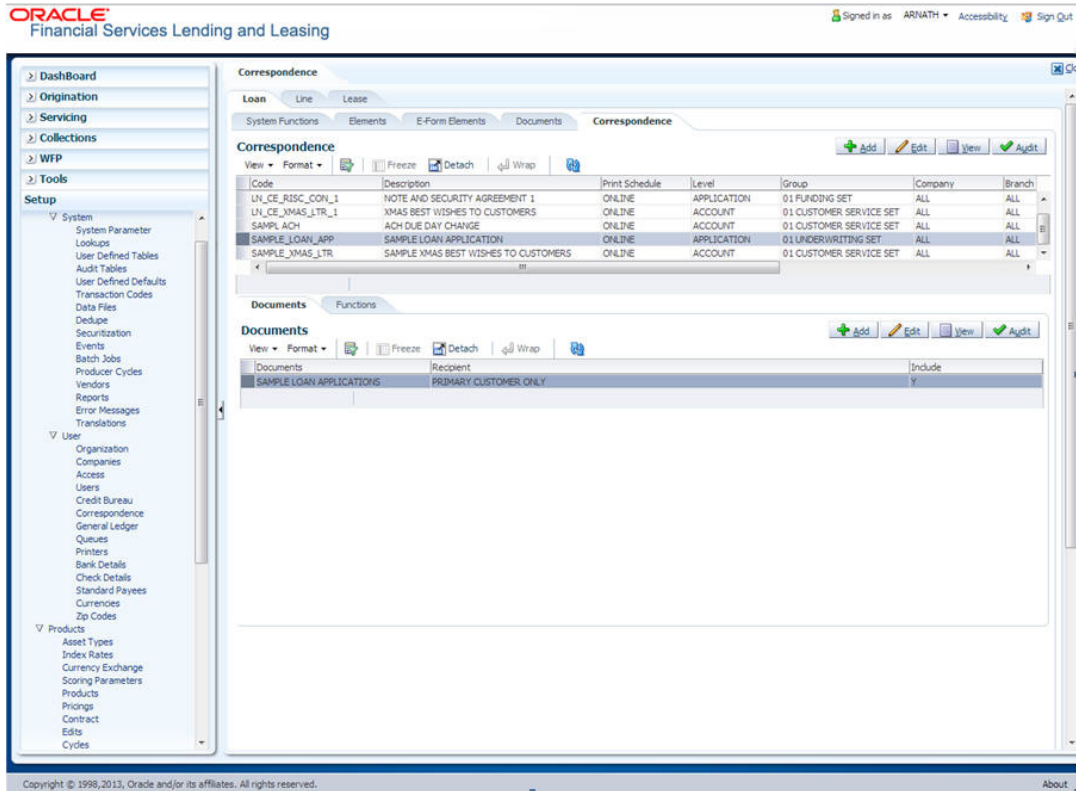 ORACLE®
Financial Services Lending and Leasing
Signed in as ARNATH Accessibility Sign Out
DashBoard
Origination
Servicing
Collections
WFP
Tools
Setup
System
System Parameter
Lookups
User Defined Tables
Audit Tables
User Defined Defaults
Transaction Codes
Data Files
Dedupe
Securitization
Events
Batch Jobs
Producer Cycles
Vendors
Reports
Error Messages
Translations
User
Organization
Companies
Access
Users
Credit Bureau
Correspondence
General Ledger
Queues
Printers
Bank Details
Check Details
Standard Payees
Currencies
Zip Codes
Products
Asset Types
Index Rates
Currency Exchange
Scoring Parameters
Products
Pricings
Contract
Edits
Cycles
Correspondence
Clo
Loan Line Lease
System Functions Elements E-Form Elements Documents Correspondence
Correspondence
Add Edit View Audit
View Format Freeze Detach Wrap
Code Description Print Schedule Level Group Company Branch
LN_CE_RISC_CON_1 NOTE AND SECURITY AGREEMENT 1 ONLINE APPLICATION 01 FUNDING SET ALL ALL
LN_CE_XMAS_LTR_1 XMAS BEST WISHES TO CUSTOMERS ONLINE ACCOUNT 01 CUSTOMER SERVICE SET ALL ALL
SAMPL ACH ACH DUE DAY CHANGE ONLINE ACCOUNT 01 CUSTOMER SERVICE SET ALL ALL
SAMPLE_LOAN_APP SAMPLE LOAN APPLICATION ONLINE APPLICATION 01 UNDERWRITING SET ALL ALL
SAMPLE_XMAS_LTR SAMPLE XMAS BEST WISHES TO CUSTOMERS ONLINE ACCOUNT 01 CUSTOMER SERVICE SET ALL ALL
Documents Functions
Documents
Add Edit View Audit
View Format Freeze Detach Wrap
Documents Recipient Include
SAMPLE LOAN APPLICATIONS PRIMARY CUSTOMER ONLY Y
Copyright © 1998,2013, Oracle and/or its affiliates. All rights reserved.
About